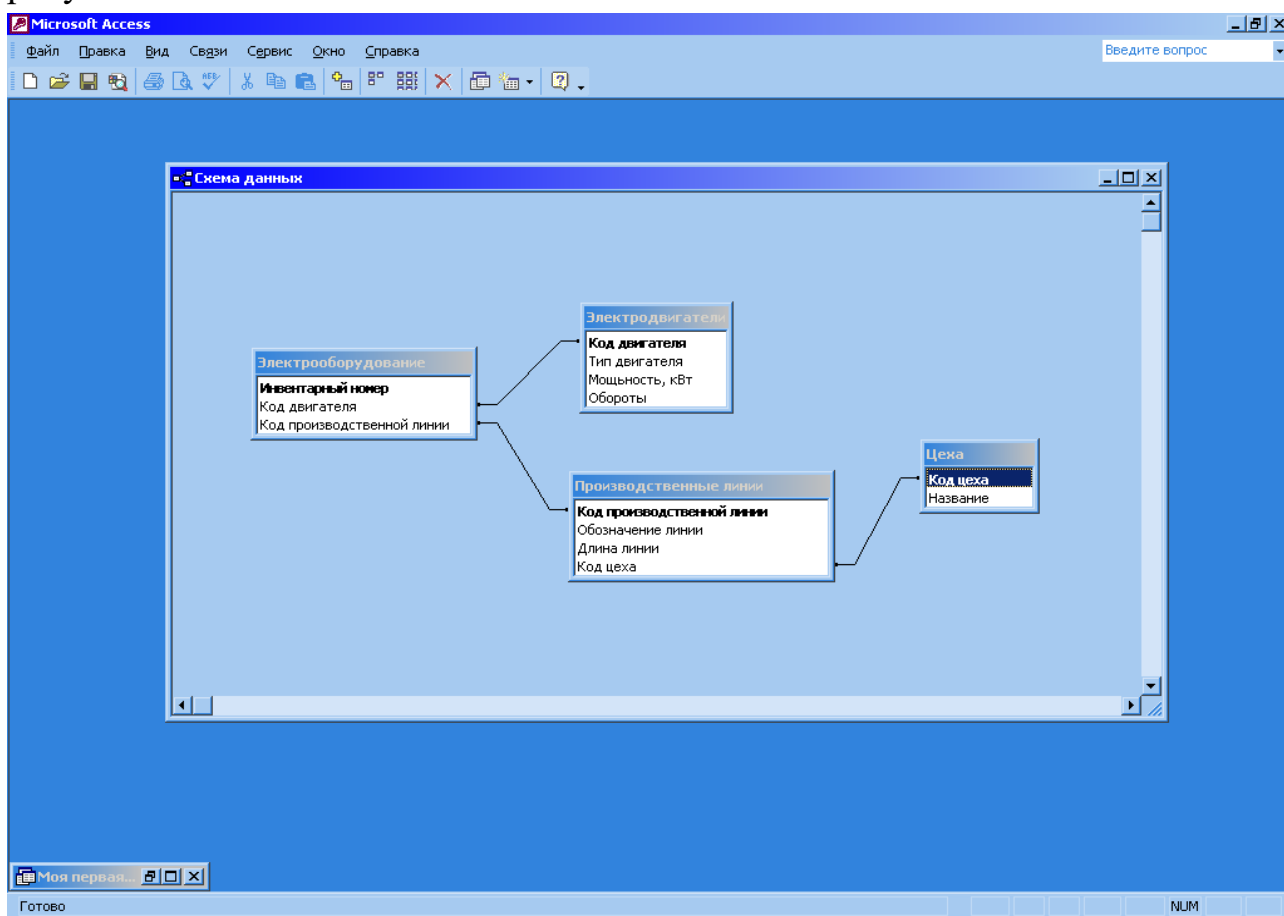 Microsoft Access
Файл Правка Вид Связи Сервис Окно Справка
Введите вопрос
Схема данных
Электродвигатели
Код двигателя
Тип двигателя
Мощьность, кВт
Обороты
Электрооборудование
Инвентарный номер
Код двигателя
Код производственной линии
Цеха
Код цеха
Название
Производственные линии
Код производственной линии
Обозначение линии
Длина линии
Код цеха
Моя первая...
Готово
NUM